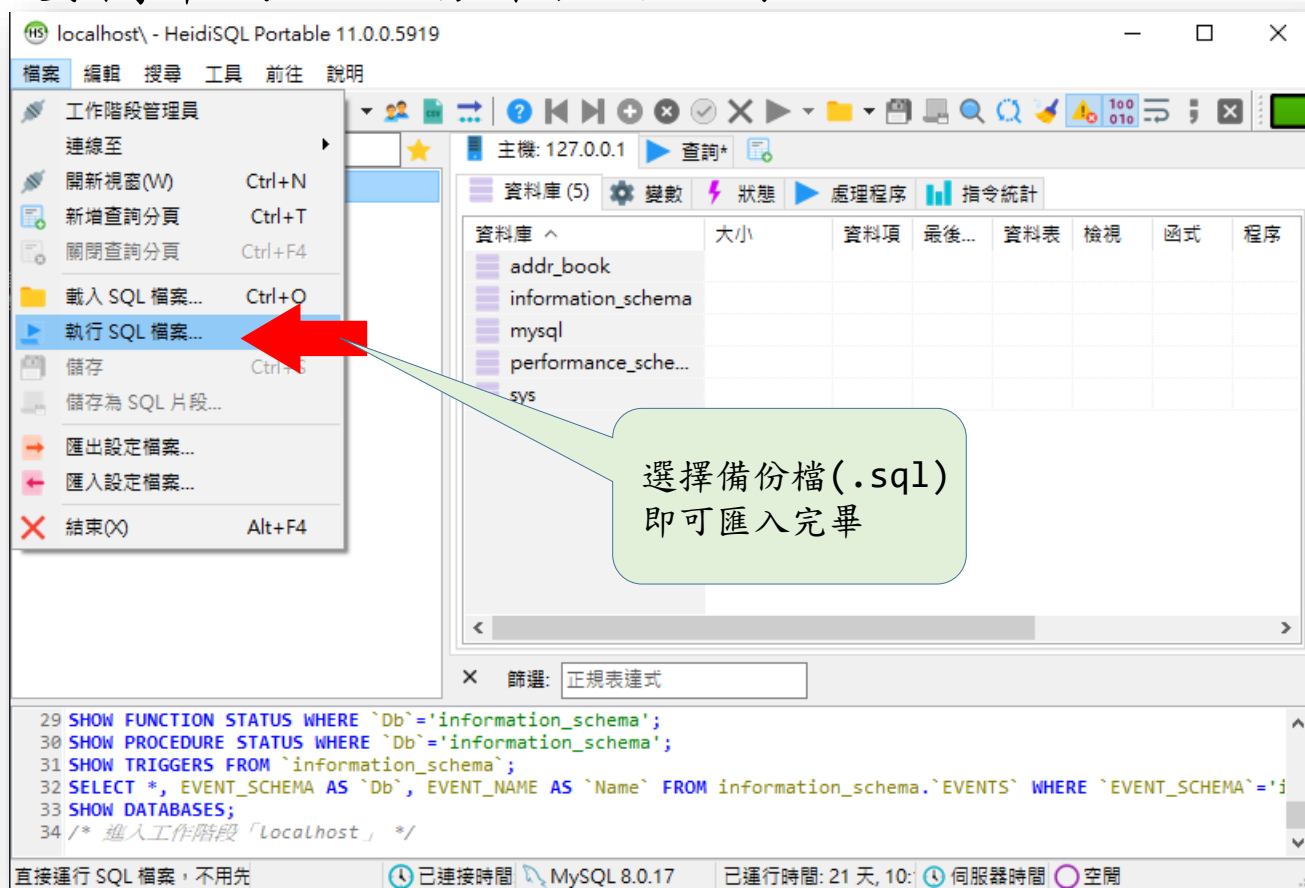 localhost\ - HeidiSQL Portable 11.0.0.5919
檔案 編輯 搜尋 工具 前往 說明
工作階段管理員
連線至
主機: 127.0.0.1 查詢*
開新視窗(W) Ctrl+N
資料庫 (5) 變數 狀態 處理程序 指令統計
新增查詢分頁 Ctrl+T
資料庫 大小 資料項 最後... 資料表 檢視 函式 程序
關閉查詢分頁 Ctrl+F4
addr_book
載入 SQL 檔案... Ctrl+O
information_schema
執行 SQL 檔案...
mysql
儲存 Ctrl+S
performance_sche...
儲存為 SQL 片段...
sys
匯出設定檔案...
匯入設定檔案...
結束(X) Alt+F4
選擇備份檔(.sql)
即可匯入完畢
篩選: 正規表達式
29 SHOW FUNCTION STATUS WHERE `Db`='information_schema';
30 SHOW PROCEDURE STATUS WHERE `Db`='information_schema';
31 SHOW TRIGGERS FROM `information_schema`;
32 SELECT *, EVENT_SCHEMA AS `Db`, EVENT_NAME AS `Name` FROM information_schema.`EVENTS` WHERE `EVENT_SCHEMA`='i
33 SHOW DATABASES;
34 /* 進入工作階段「localhost」 */
直接運行 SQL 檔案，不用先 已連接時間 MySQL 8.0.17 已運行時間: 21 天, 10: 伺服器時間 空閒